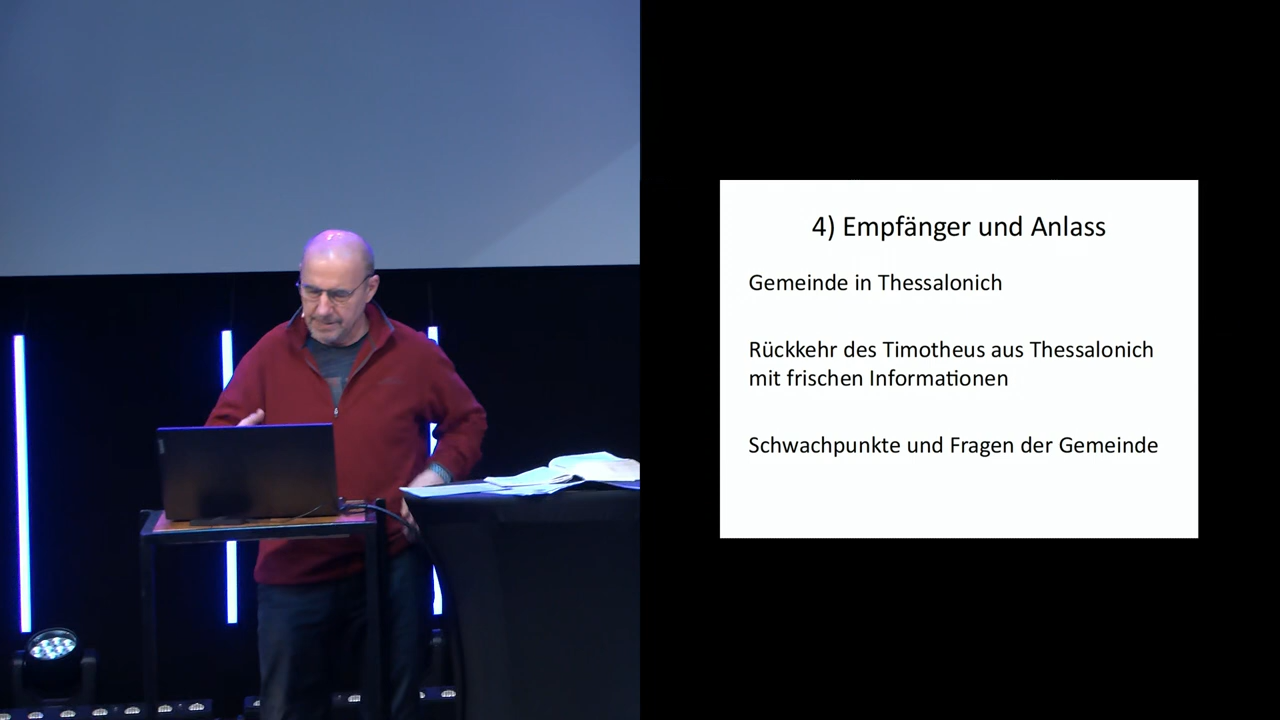 4) Empfänger und Anlass
Gemeinde in Thessalonich
Rückkehr des Timotheus aus Thessalonich
mit frischen Informationen
Schwachpunkte und Fragen der Gemeinde